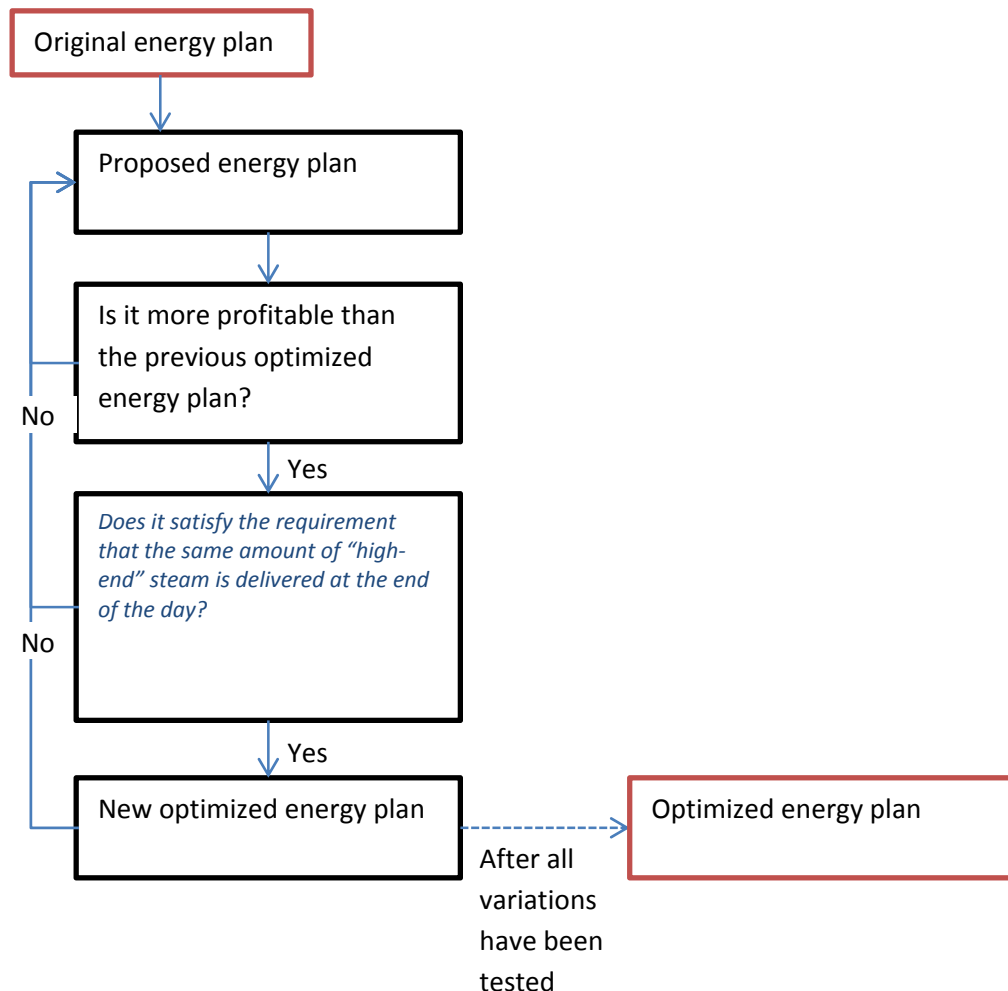 Original energy plan
Proposed energy plan
Is it more profitable than
the previous optimized
energy plan?
No
Yes
Does it satisfy the requirement
that the same amount of “high-
end” steam is delivered at the end
of the day?
No
Yes
New optimized energy plan
Optimized energy plan
After all
variations
have been
tested